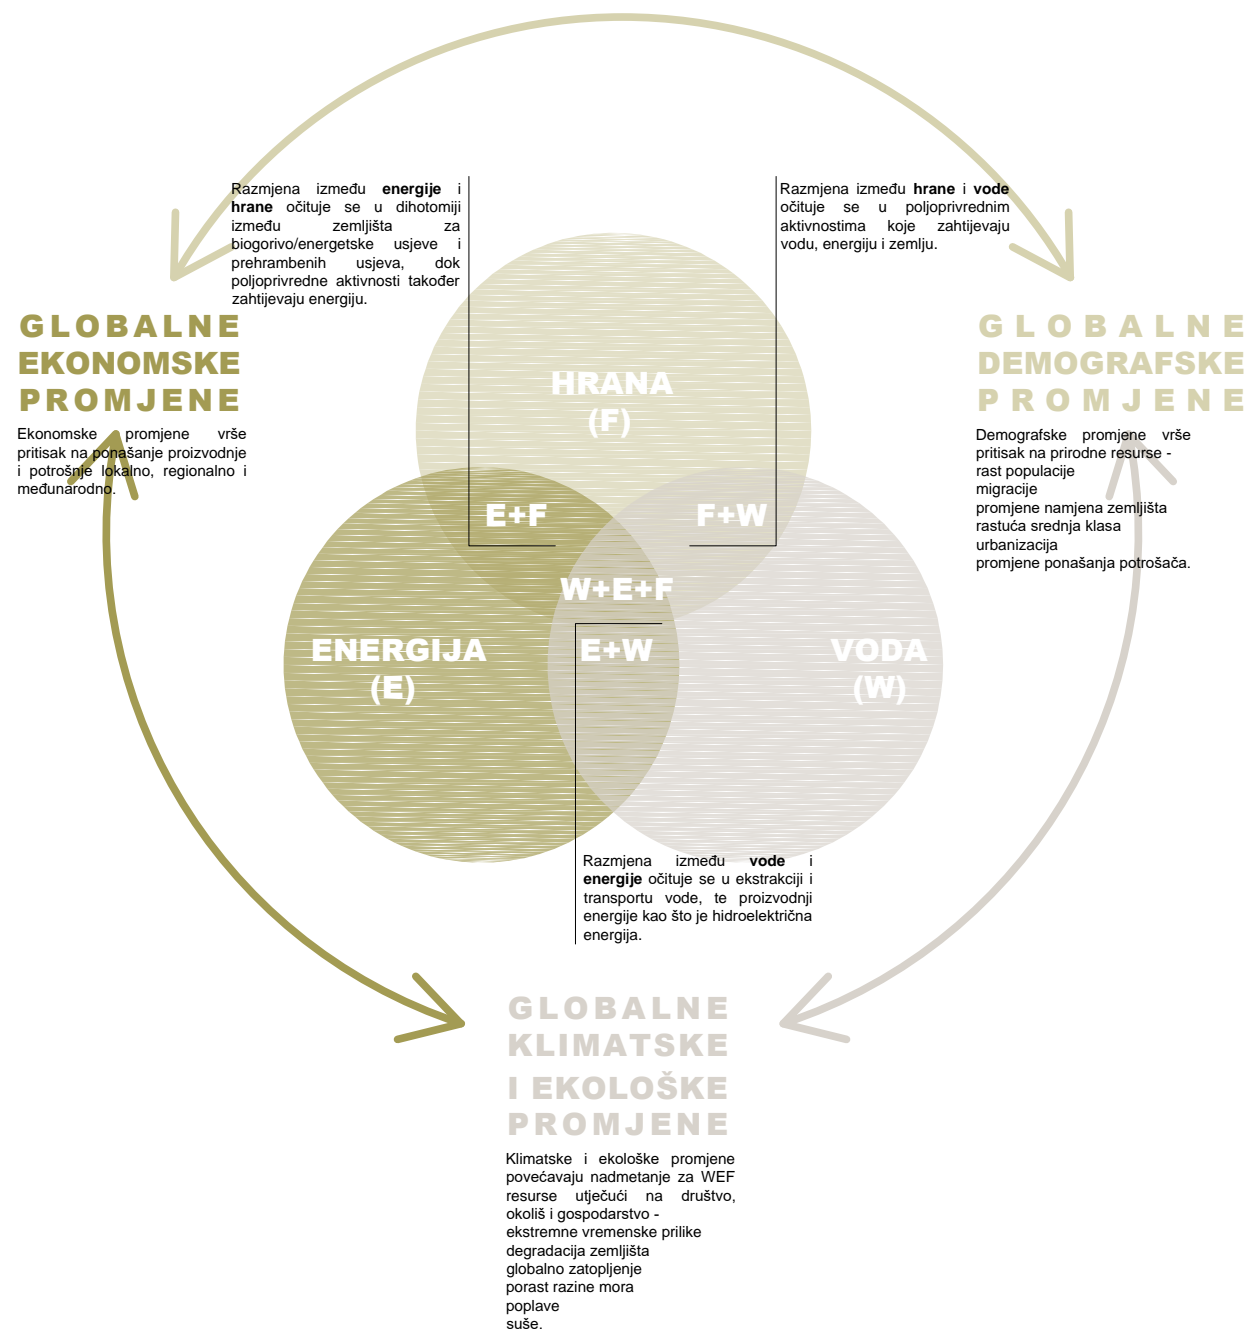 Razmjena između energije i
hrane očituje se u dihotomiji
između zemljišta za
biogorivo/energetske usjeve i
prehrambenih usjeva, dok
poljoprivredne aktivnosti također
zahtijevaju energiju.
Razmjena između hrane i vode
očituje se u poljoprivrednim
aktivnostima koje zahtijevaju
vodu, energiju i zemlju.
GLOBALNE
EKONOMSKE
PROMJENE
Ekonomske promjene vrše
pritisak na ponašanje proizvodnje
i potrošnje lokalno, regionalno i
međunarodno.
GLOBALNE
DEMOGRAFSKE
PROMJENE
Demografske promjene vrše
pritisak na prirodne resurse -
rast populacije
migracije
promjene namjena zemljišta
rastuća srednja klasa
urbanizacija
promjene ponašanja potrošača.
HRANA
(F)
E+F
F+W
W+E+F
ENERGIJA
(E)
E+W
VODA
(W)
Razmjena između vode i
energije očituje se u ekstrakciji i
transportu vode, te proizvodnji
energije kao što je hidroelektrična
energija.
GLOBALNE
KLIMATSKE
I EKOLOŠKE
PROMJENE
Klimatske i ekološke promjene
povećavaju nadmetanje za WEF
resurse utječući na društvo,
okoliš i gospodarstvo -
ekstremne vremenske prilike
degradacija zemljišta
globalno zatopljenje
porast razine mora
poplave
suše.